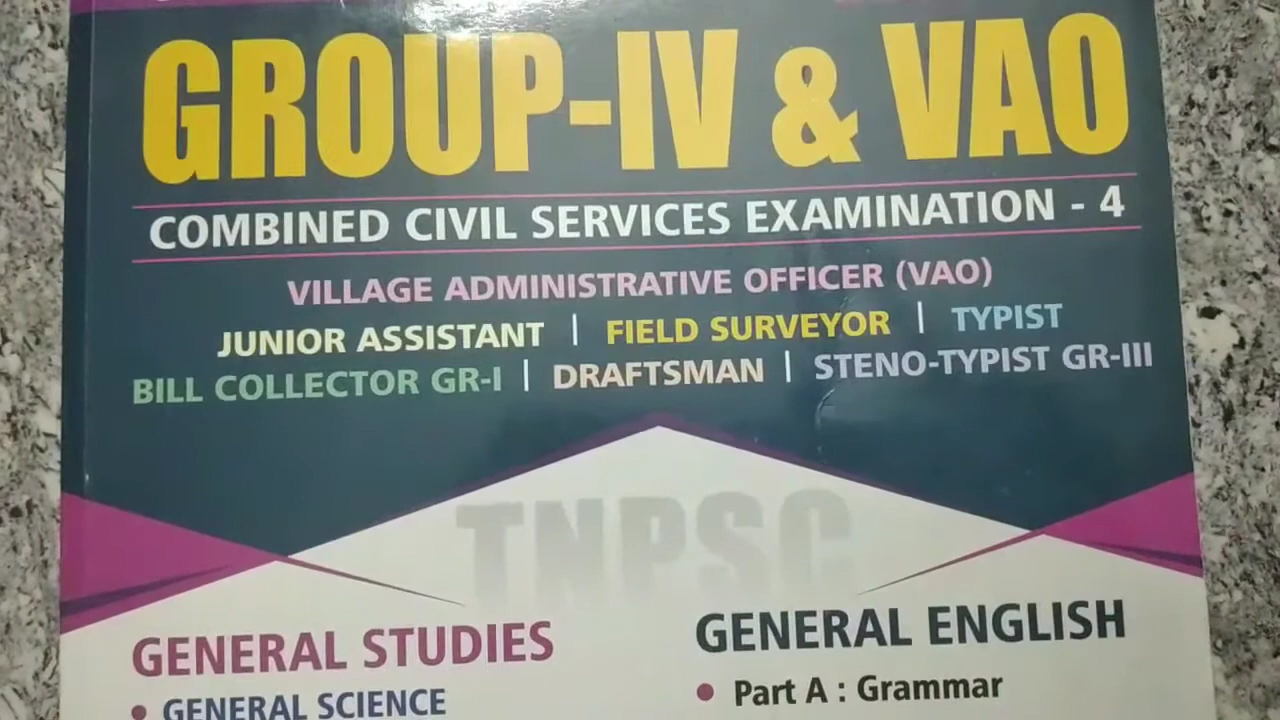 GROUP-IV & VAO
COMBINED CIVIL SERVICES EXAMINATION - 4
VILLAGE ADMINISTRATIVE OFFICER (VAO)
JUNIOR ASSISTANT | FIELD SURVEYOR | TYPIST
BILL COLLECTOR GR-I | DRAFTSMAN | STENO-TYPIST GR-III
TNPSC
GENERAL STUDIES
• GENERAL SCIENCE
GENERAL ENGLISH
• Part A : Grammar